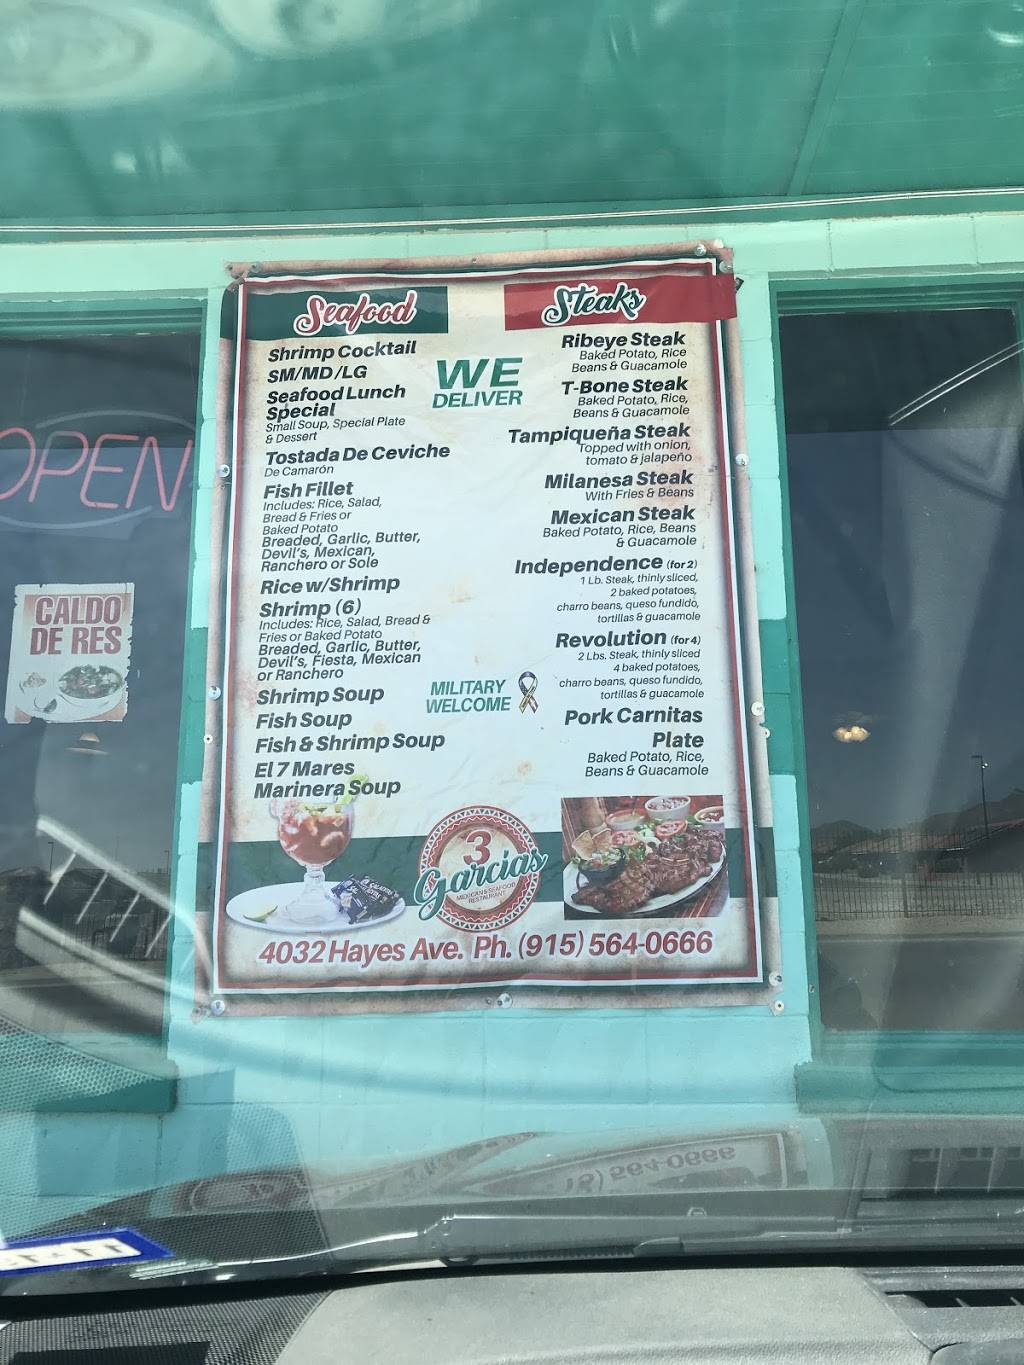 Seafood
Shrimp Cocktail
SM/MD/LG
Seafood Lunch
Special
Small Soup, Special Plate
& Dessert
Tostada De Ceviche
De Camarón
Fish Fillet
Includes: Rice, Salad,
Bread & Fries or
Baked Potato
Breaded, Garlic, Butter,
Devil's, Mexican,
Ranchero or Sole
Rice w/Shrimp
Shrimp (6)
Includes: Rice, Salad, Bread &
Fries or Baked Potato
Breaded, Garlic, Butter,
Devil's, Fiesta, Mexican
or Ranchero
Shrimp Soup
Fish Soup
Fish & Shrimp Soup
El 7 Mares
Marinera Soup
WE
DELIVER
MILITARY
WELCOME
Steaks
Ribeye Steak
Baked Potato, Rice
Beans & Guacamole
T-Bone Steak
Baked Potato, Rice,
Beans & Guacamole
Tampiqueña Steak
Topped with onion,
tomato & jalapeño
Milanesa Steak
With Fries & Beans
Mexican Steak
Baked Potato, Rice, Beans
& Guacamole
Independence (for 2)
1 Lb. Steak, thinly sliced,
2 baked potatoes,
charro beans, queso fundido,
tortillas & guacamole
Revolution (for 4)
2 Lbs. Steak, thinly sliced
4 baked potatoes,
charro beans, queso fundido,
tortillas & guacamole
Pork Carnitas
Plate
Baked Potato, Rice,
Beans & Guacamole
3
Garcias
MEXICAN & SEAFOOD
RESTAURANT
4032 Hayes Ave. Ph. (915) 564-0666
OPEN
CALDO
DE RES